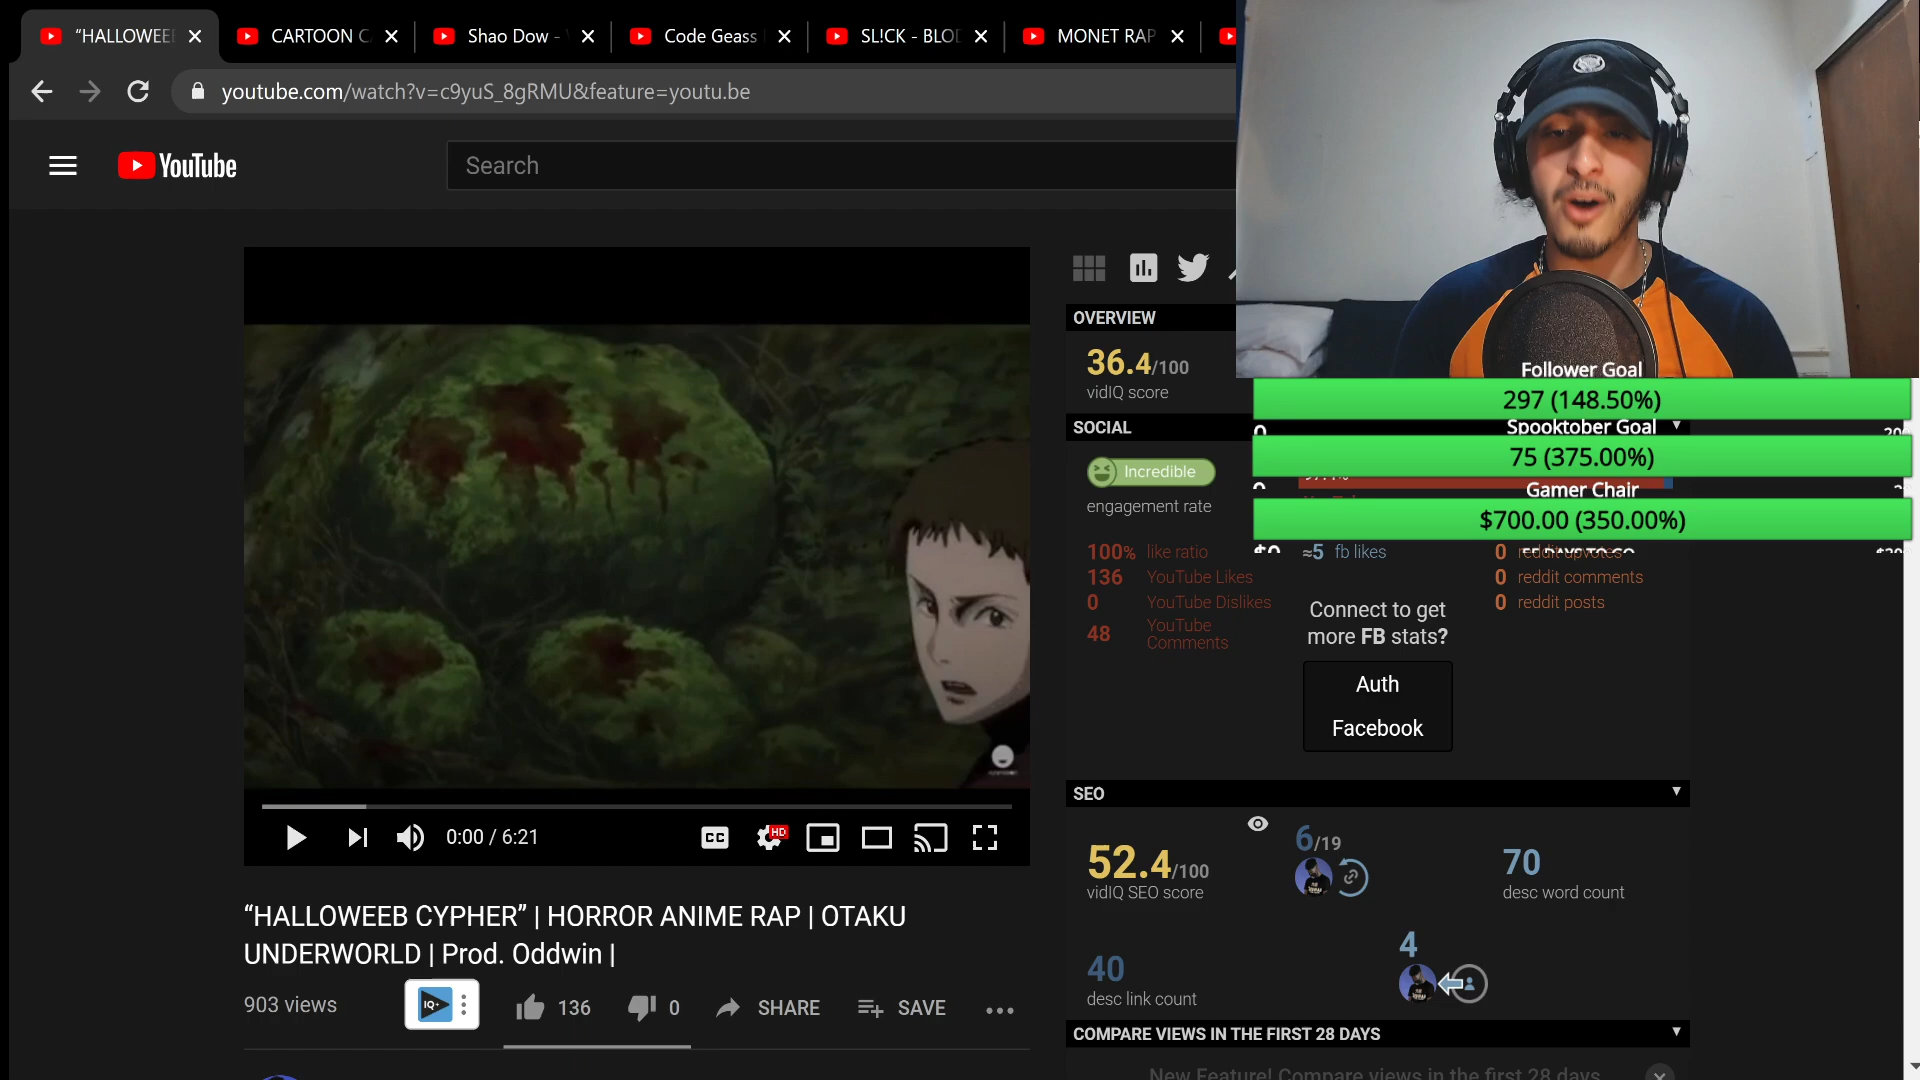 “HALLOWEE
CARTOON C
Shao Dow -
Code Geass
SL!CK - BLO
MONET RAP
youtube.com/watch?v=c9yuS_8gRMU&feature=youtu.be
YouTube
Search
OVERVIEW
36.4/100
vidIQ score
SOCIAL
Incredible
engagement rate
100% like ratio
136 YouTube Likes
0 YouTube Dislikes
48 YouTube
Comments
Follower Goal
297 (148.50%)
Spooktober Goal
75 (375.00%)
Gamer Chair
$700.00 (350.00%)
≈5 fb likes
0 reddit upvotes
0 reddit comments
0 reddit posts
Connect to get
more FB stats?
Auth
Facebook
SEO
52.4/100
vidIQ SEO score
6/19
70
desc word count
40
desc link count
4
COMPARE VIEWS IN THE FIRST 28 DAYS
New Feature! Compare views in the first 28 days
0:00 / 6:21
CC
HD
“HALLOWEEB CYPHER” | HORROR ANIME RAP | OTAKU
UNDERWORLD | Prod. Oddwin |
903 views
IQ+
136
0
SHARE
SAVE